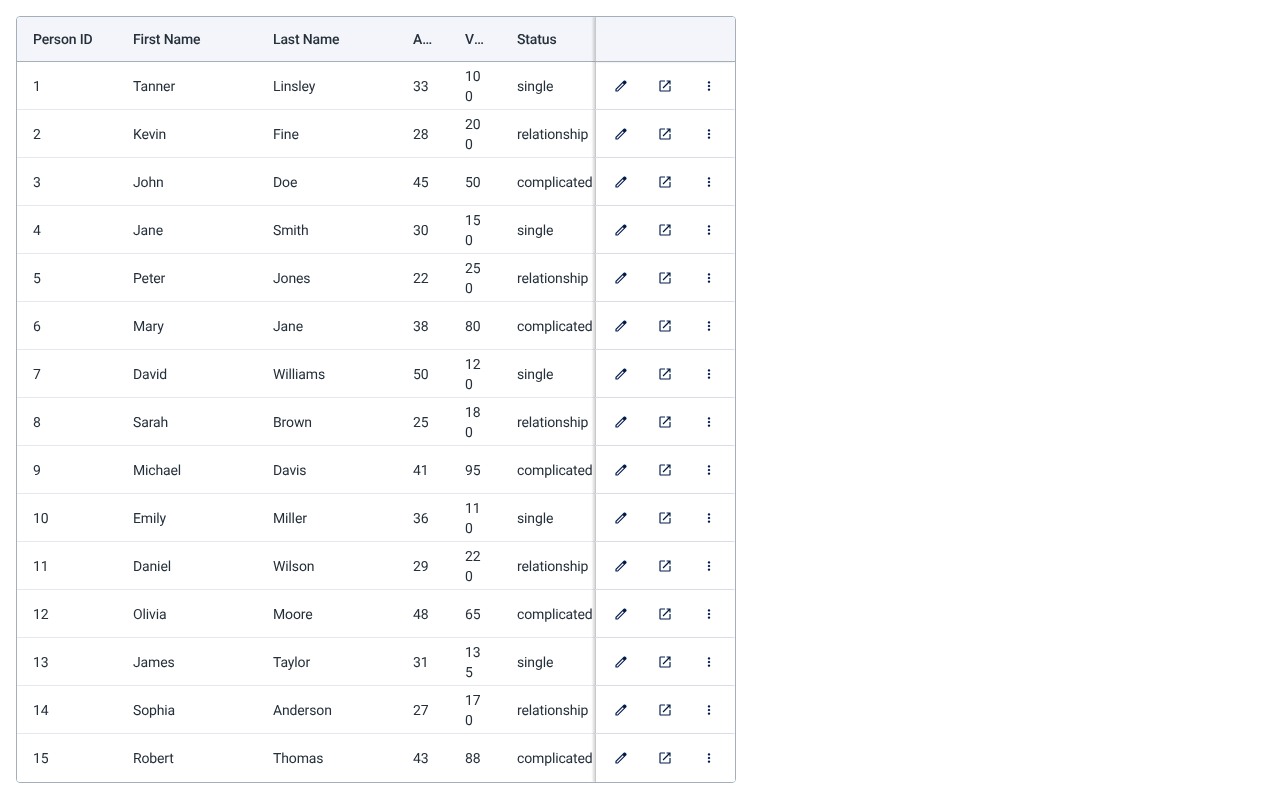 Person ID First Name Last Name A... V... Status
1 Tanner Linsley 33 10 single
0
2 Kevin Fine 28 20 relationship
0
3 John Doe 45 50 complicated
4 Jane Smith 30 15 single
0
5 Peter Jones 22 25 relationship
0
6 Mary Jane 38 80 complicated
7 David Williams 50 12 single
0
8 Sarah Brown 25 18 relationship
0
9 Michael Davis 41 95 complicated
10 Emily Miller 36 11 single
0
11 Daniel Wilson 29 22 relationship
0
12 Olivia Moore 48 65 complicated
13 James Taylor 31 13 single
5
14 Sophia Anderson 27 17 relationship
0
15 Robert Thomas 43 88 complicated